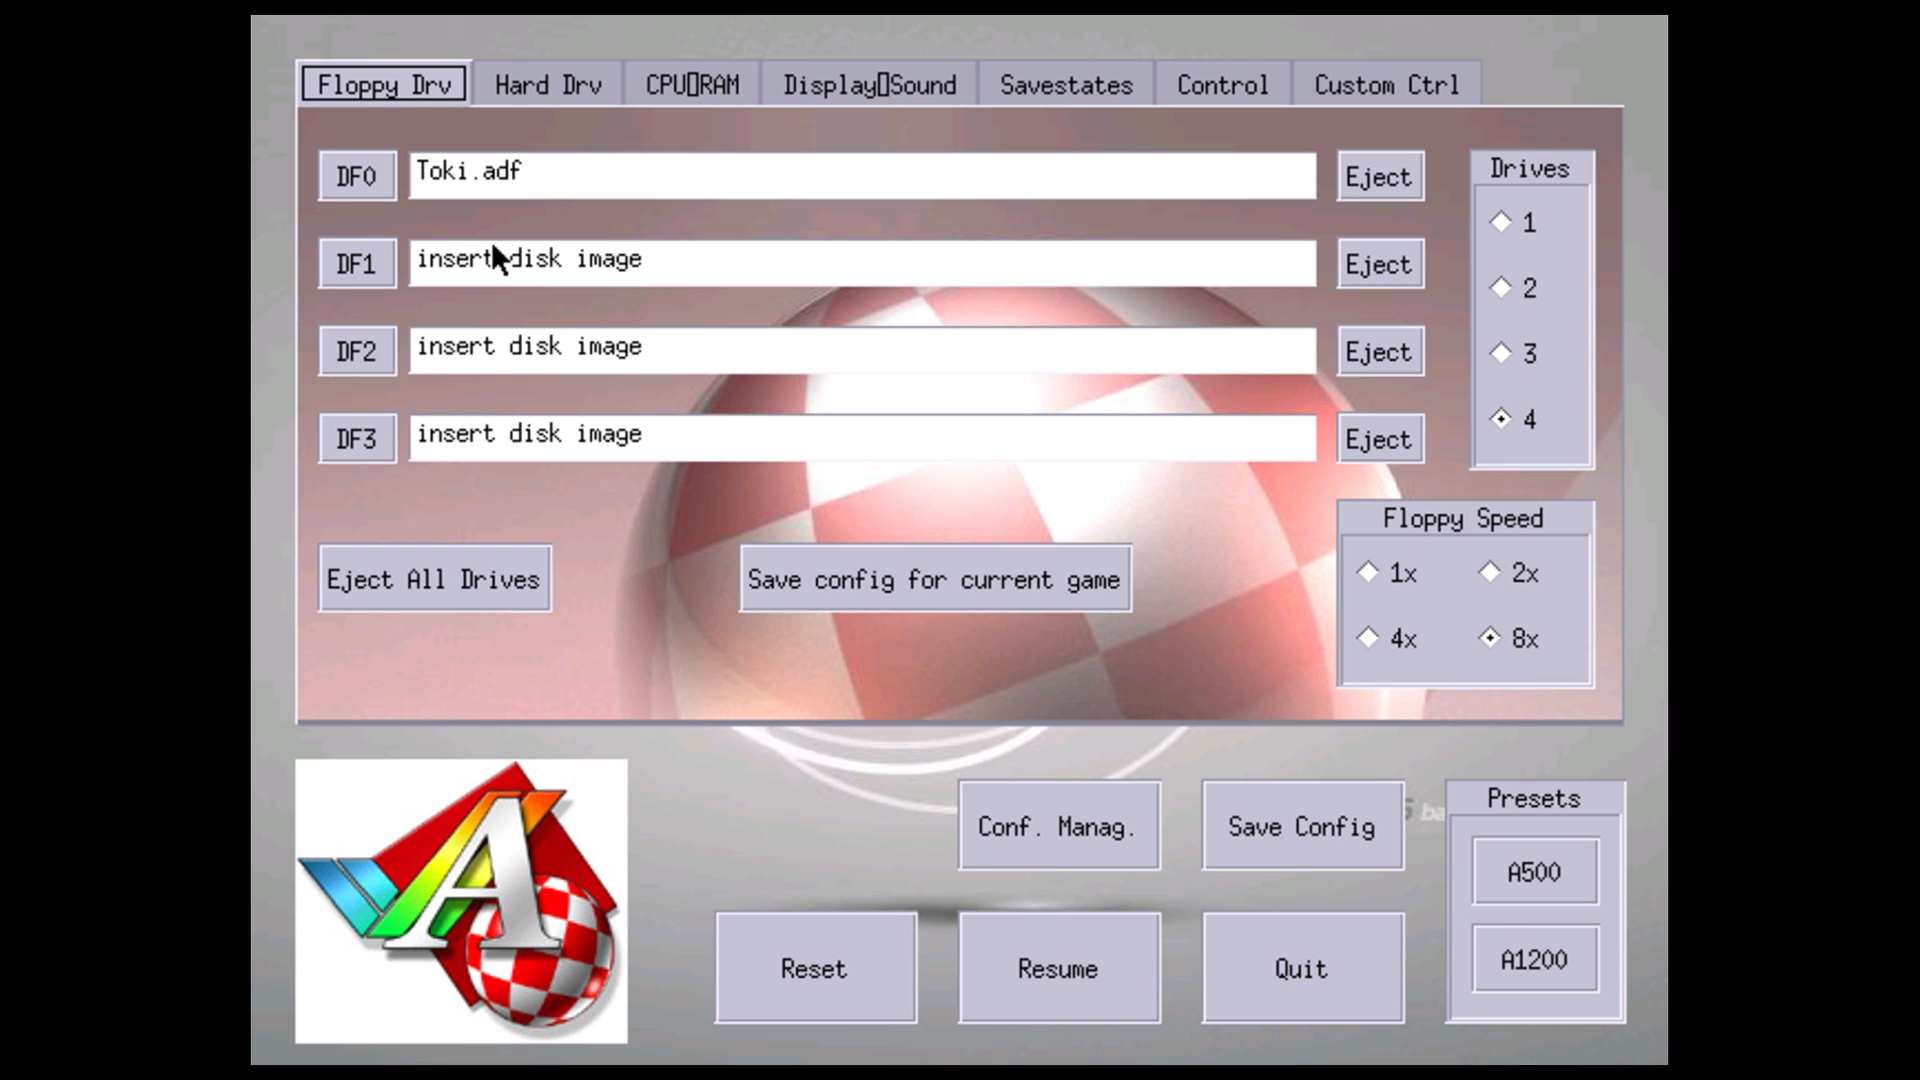 Floppy Drv Hard Drv CPU▯RAM Display▯Sound Savestates Control Custom Ctrl
DF0 Toki.adf Eject
DF1 insert disk image Eject
DF2 insert disk image Eject
DF3 insert disk image Eject
Drives
1
2
3
4
Eject All Drives Save config for current game
Floppy Speed
1x 2x
4x 8x
A
Conf. Manag. Save Config
Reset Resume Quit
Presets
A500
A1200